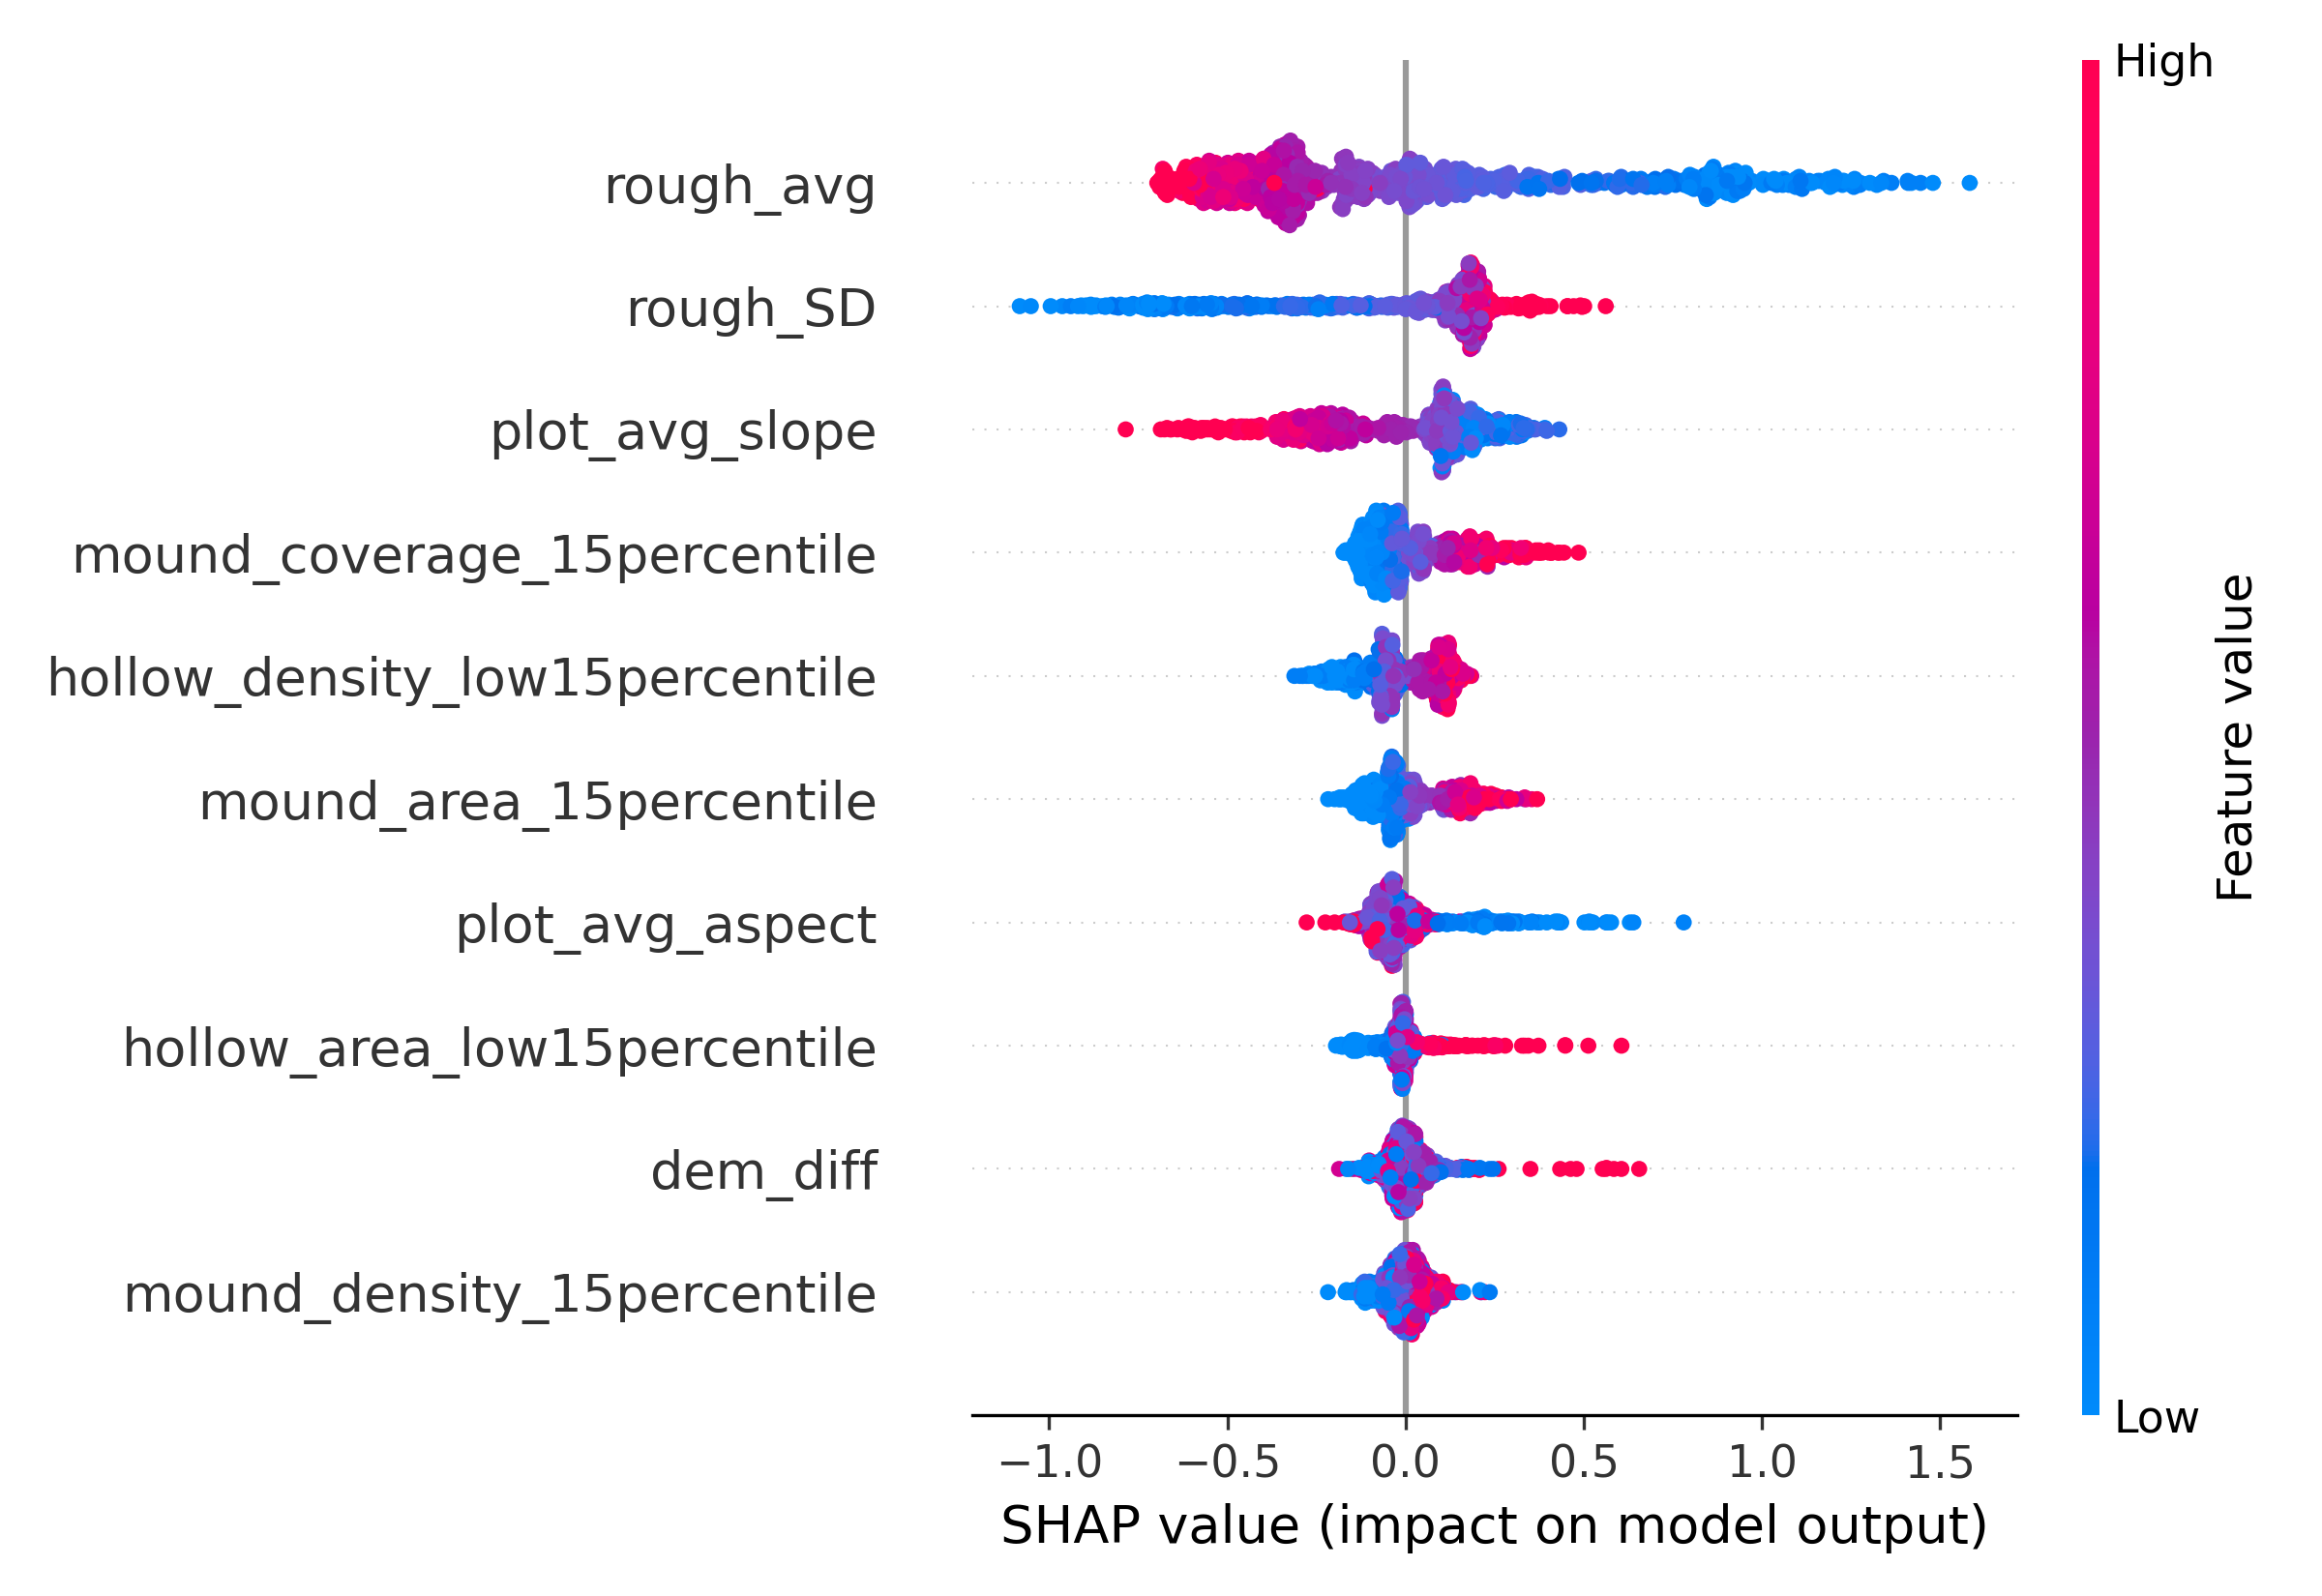 High
rough_avg
rough_SD
plot_avg_slope
mound_coverage_15percentile
hollow_density_low15percentile
mound_area_15percentile
plot_avg_aspect
hollow_area_low15percentile
dem_diff
mound_density_15percentile
Feature value
Low
−1.0 −0.5 0.0 0.5 1.0 1.5
SHAP value (impact on model output)